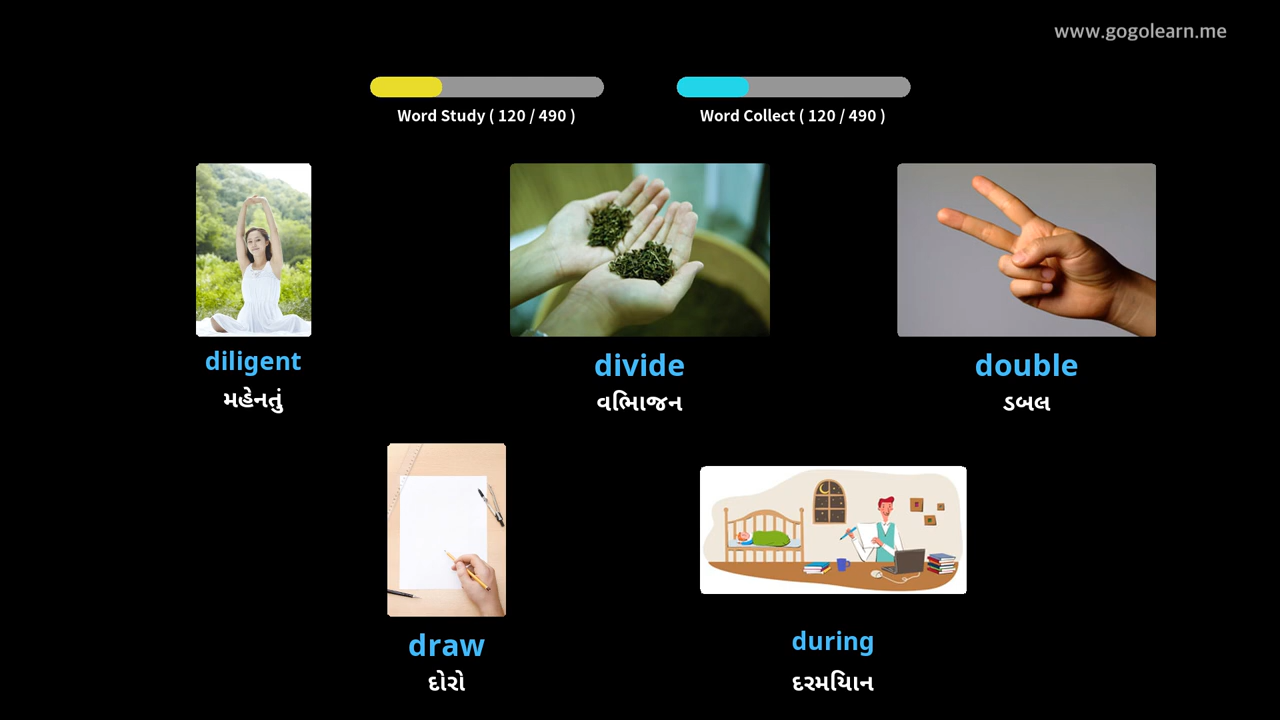 www.gogolearn.me
Word Study ( 120 / 490 )
Word Collect ( 120 / 490 )
diligent
મહેનતું
divide
વિભાજન
double
ડબલ
draw
દોરો
during
દરમિયાન